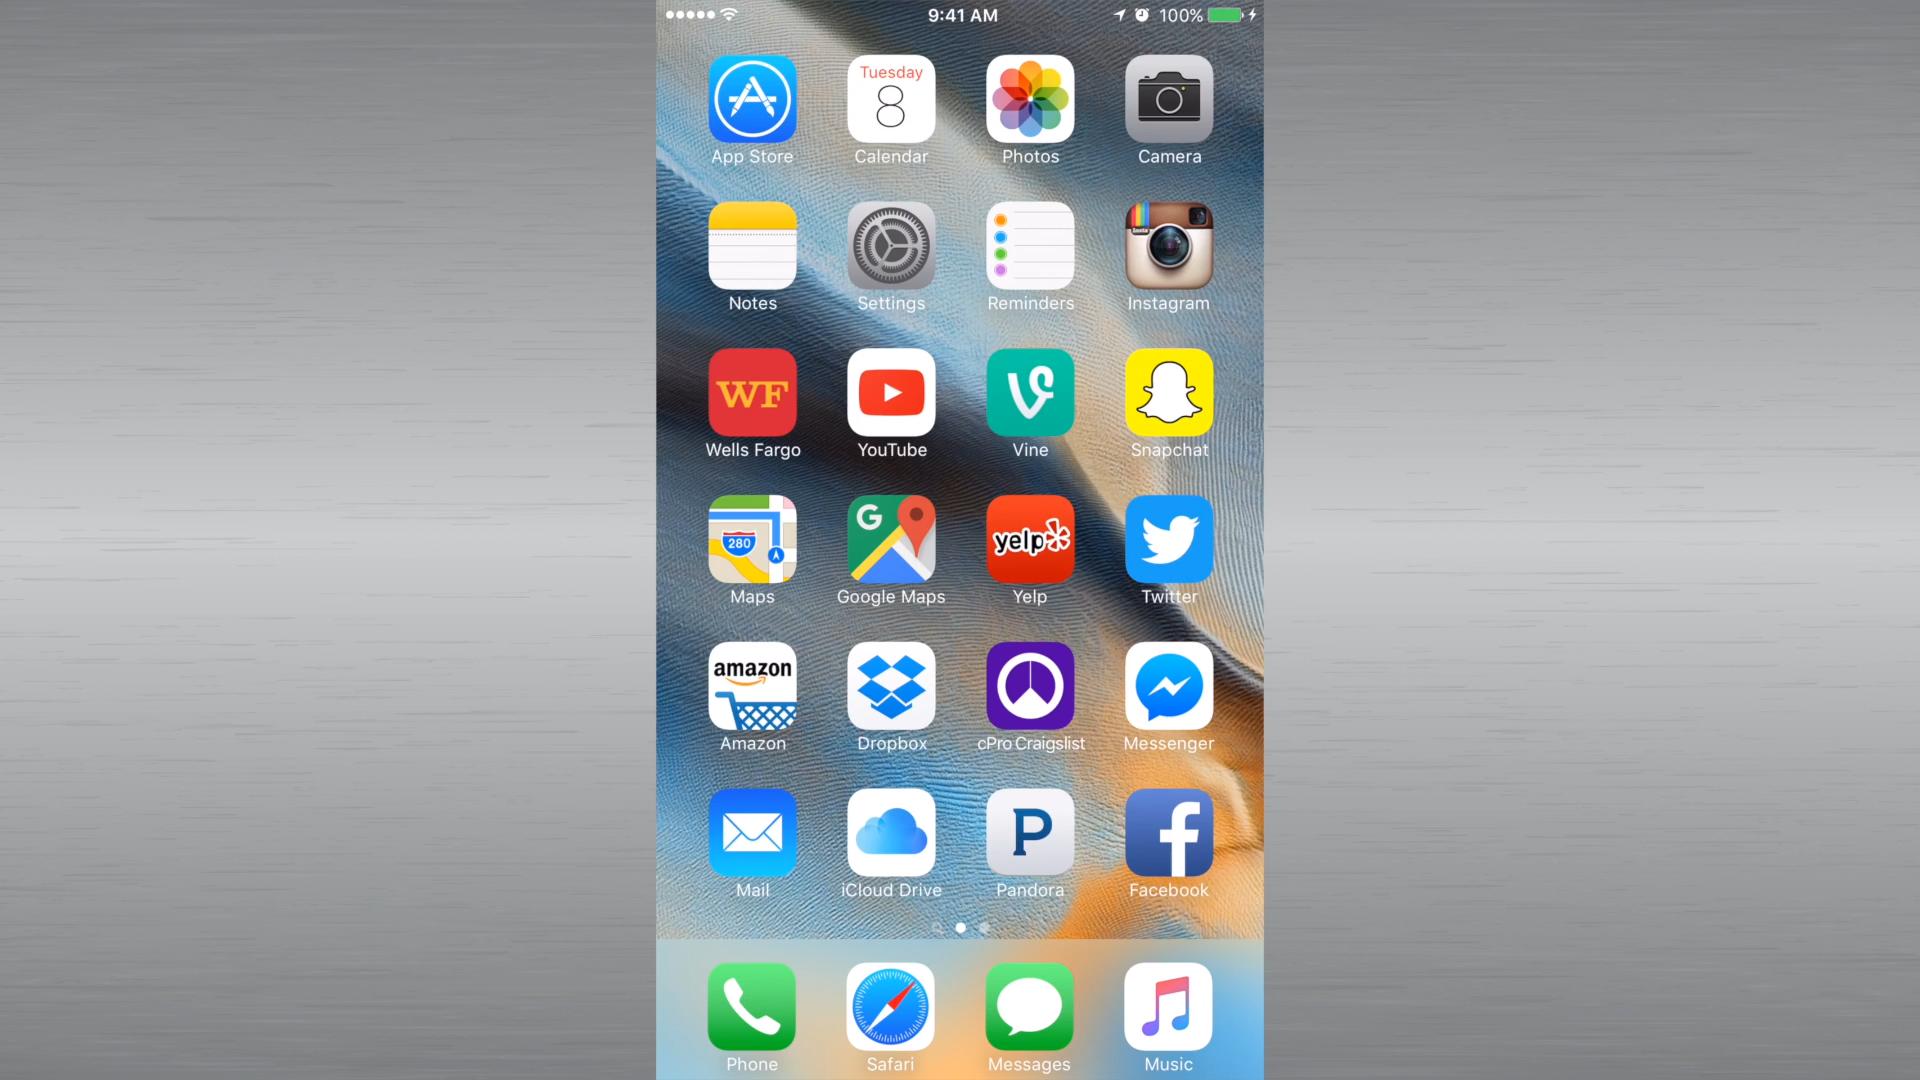 9:41 AM
100%
Tuesday
8
App Store
Calendar
Photos
Camera
Insta
Notes
Settings
Reminders
Instagram
WF
Wells Fargo
YouTube
Vine
Snapchat
280
G
yelp
Maps
Google Maps
Yelp
Twitter
amazon
Amazon
Dropbox
cPro Craigslist
Messenger
P
f
Mail
iCloud Drive
Pandora
Facebook
Phone
Safari
Messages
Music